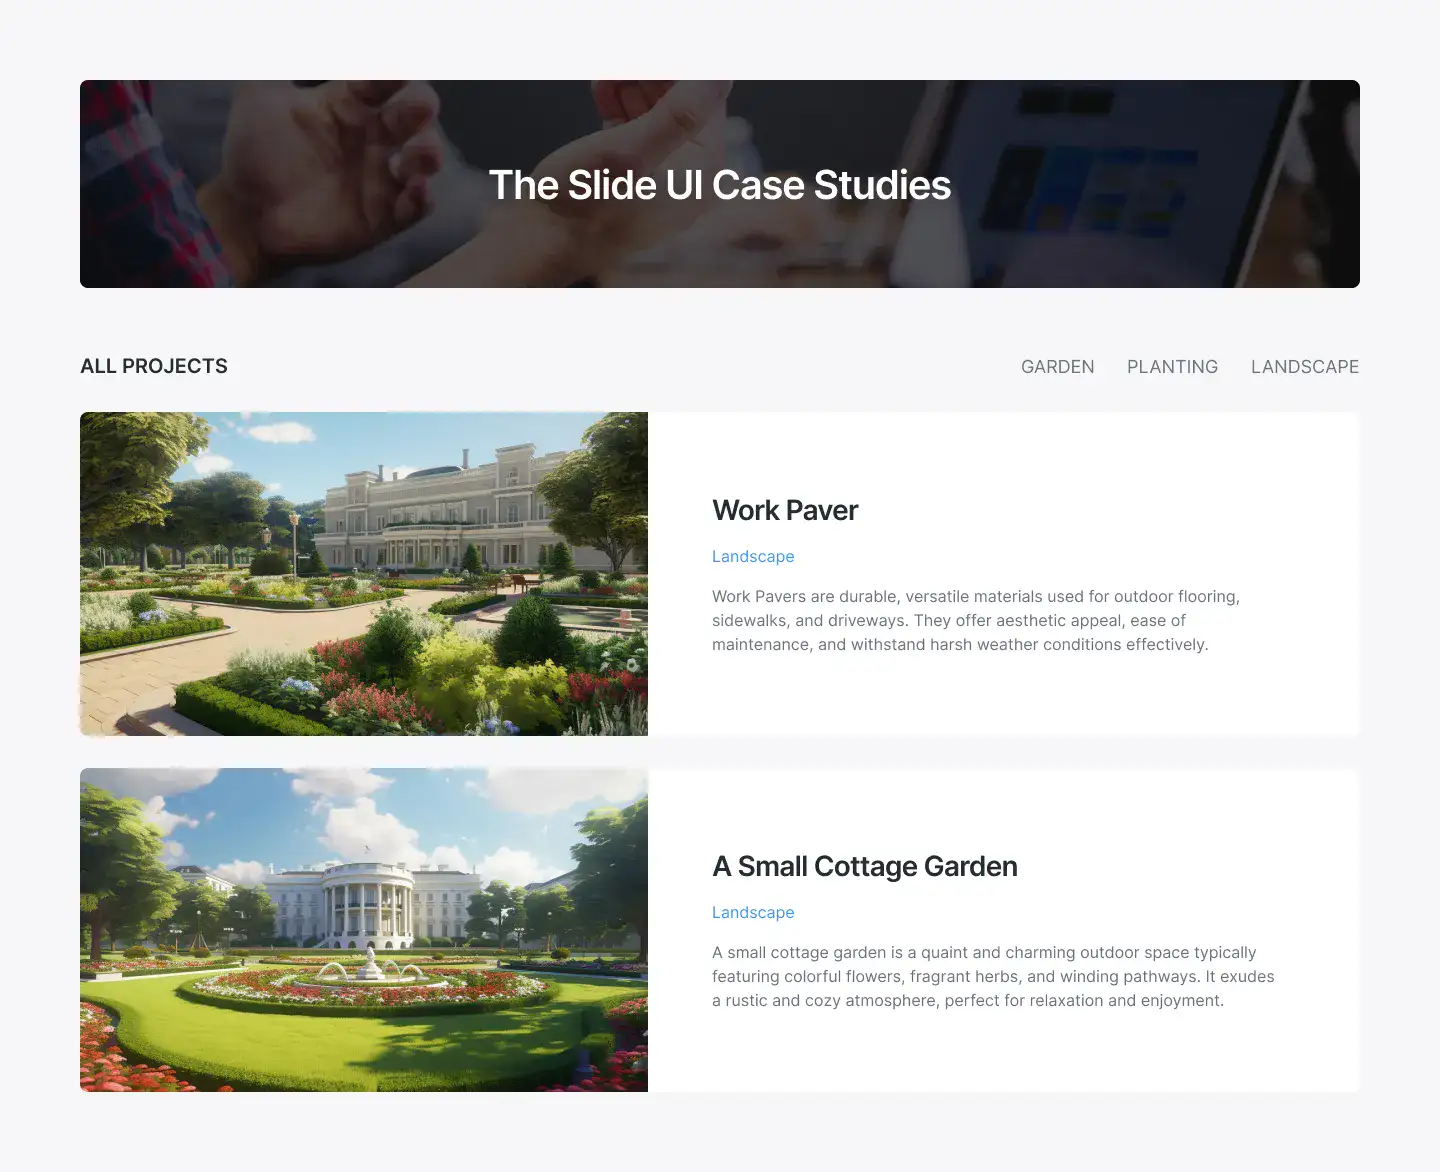 The Slide UI Case Studies
ALL PROJECTS
GARDEN PLANTING LANDSCAPE
Work Paver
Landscape
Work Pavers are durable, versatile materials used for outdoor flooring,
sidewalks, and driveways. They offer aesthetic appeal, ease of
maintenance, and withstand harsh weather conditions effectively.
A Small Cottage Garden
Landscape
A small cottage garden is a quaint and charming outdoor space typically
featuring colorful flowers, fragrant herbs, and winding pathways. It exudes
a rustic and cozy atmosphere, perfect for relaxation and enjoyment.